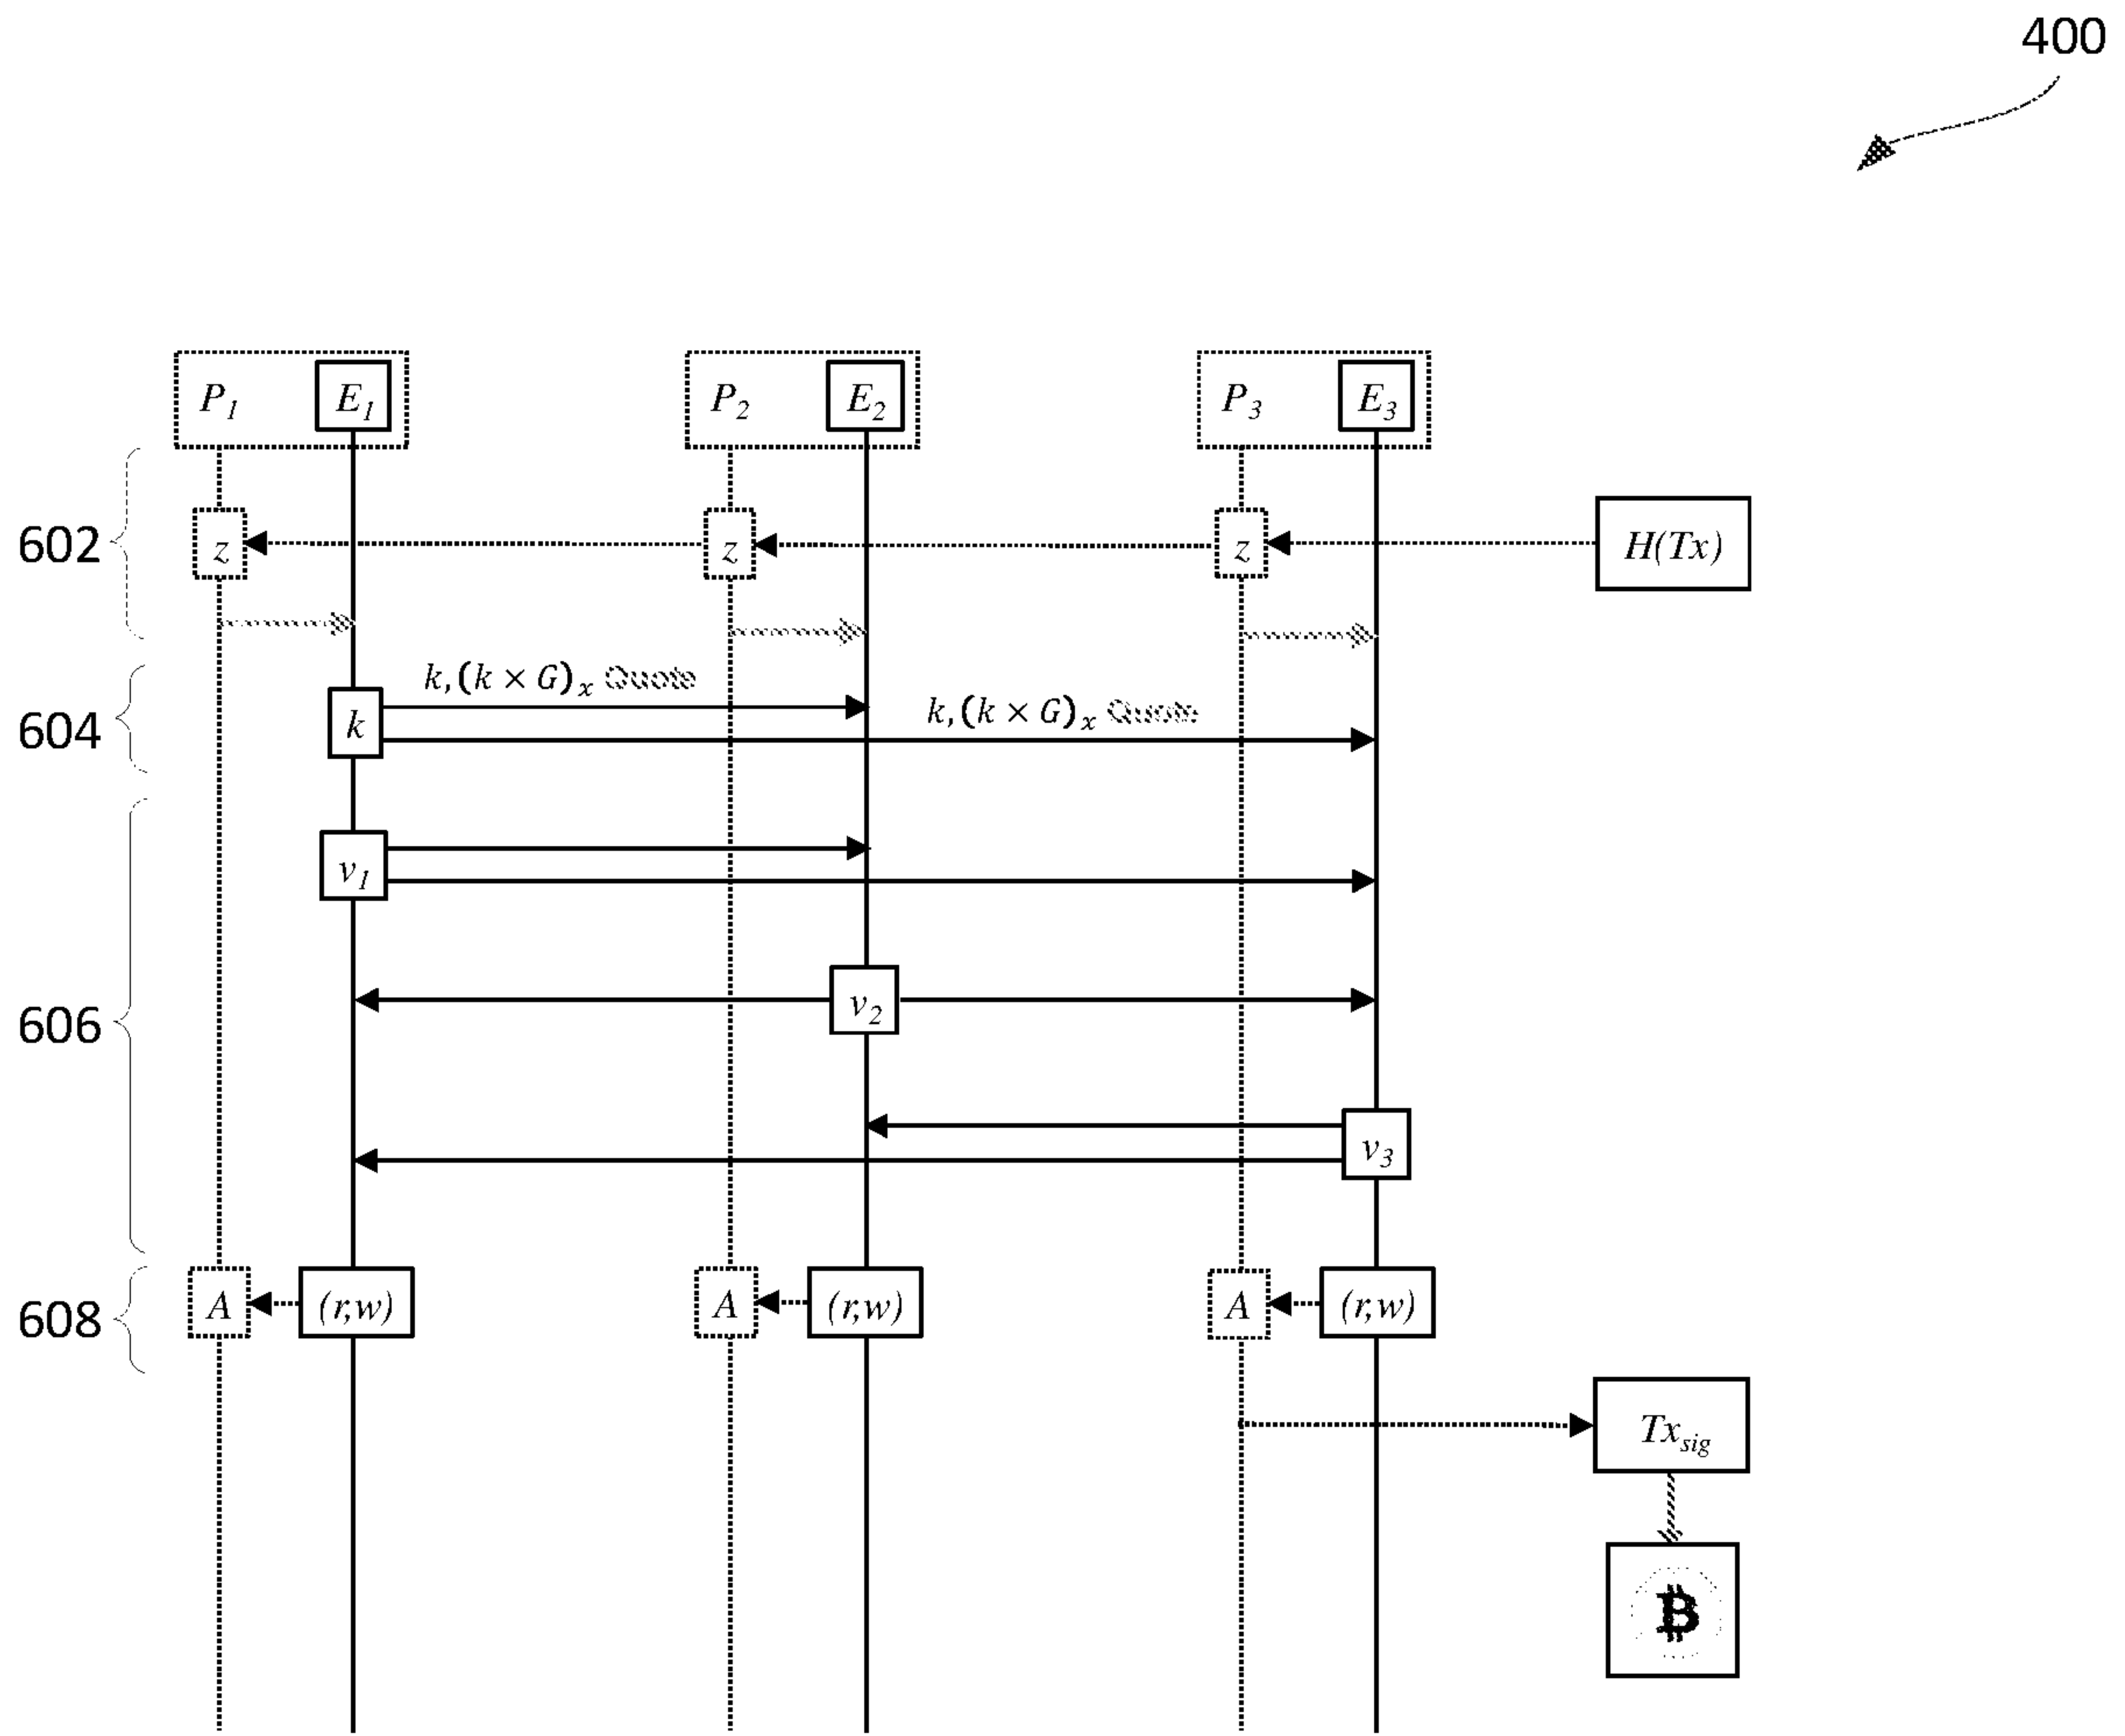 400
P1 E1 P2 E2 P3 E3
602 z z z H(Tx)
k,(k × G)x Quote
604 k k,(k × G)x Quote
v1
606 v2
v3
608 A (r,w) A (r,w) A (r,w)
Txsig
₿